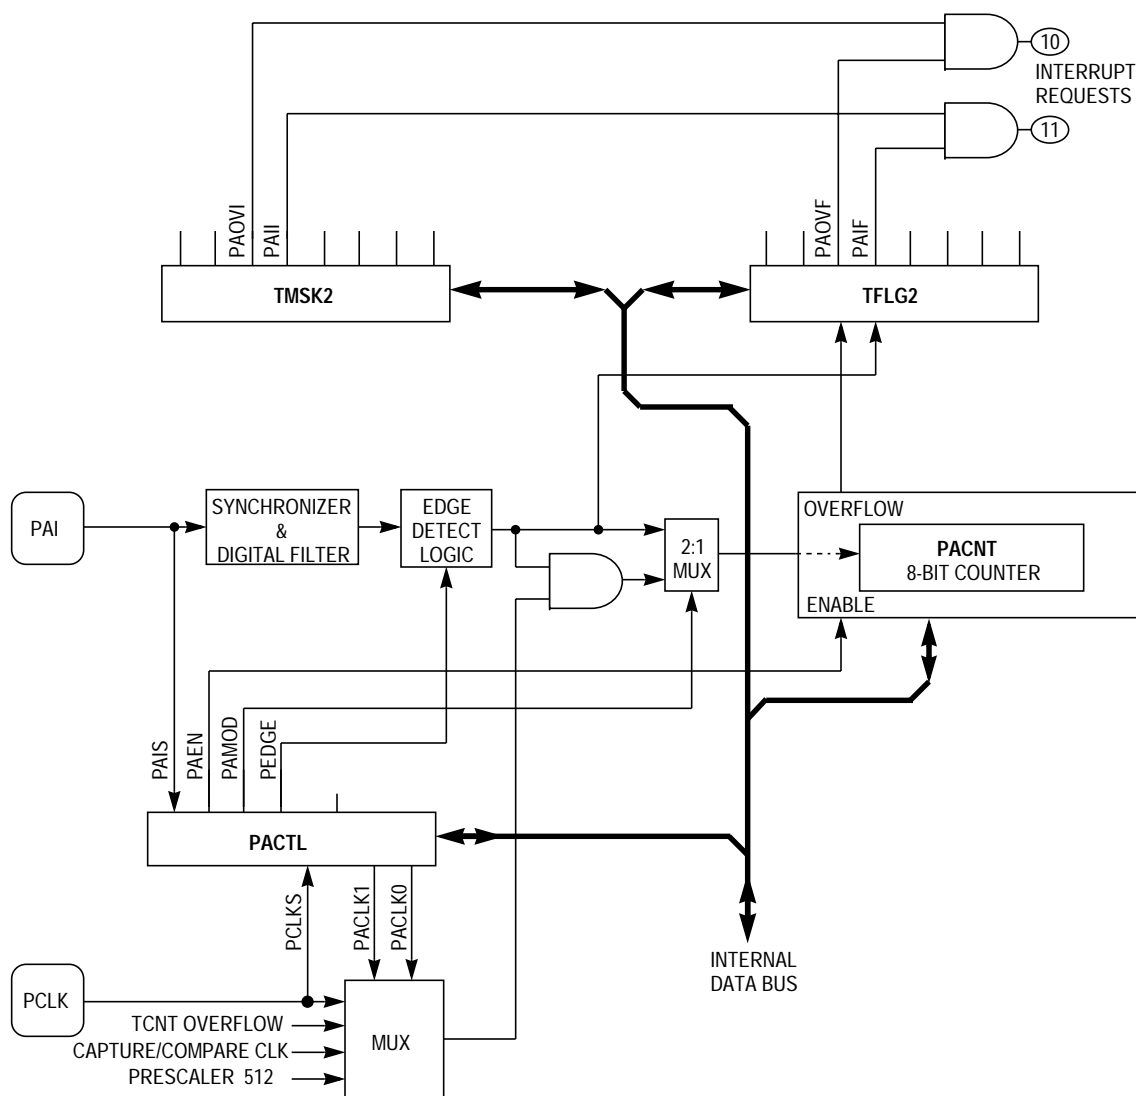 10
INTERRUPT
REQUESTS
11
PAOVI
PAII
PAOVF
PAIF
TMSK2
TFLG2
PAI
SYNCHRONIZER
&
DIGITAL FILTER
EDGE
DETECT
LOGIC
2:1
MUX
OVERFLOW
PACNT
8-BIT COUNTER
ENABLE
PAIS
PAEN
PAMOD
PEDGE
PACTL
PCLKS
PACLK1
PACLK0
INTERNAL
DATA BUS
PCLK
TCNT OVERFLOW
CAPTURE/COMPARE CLK
PRESCALER 512
MUX